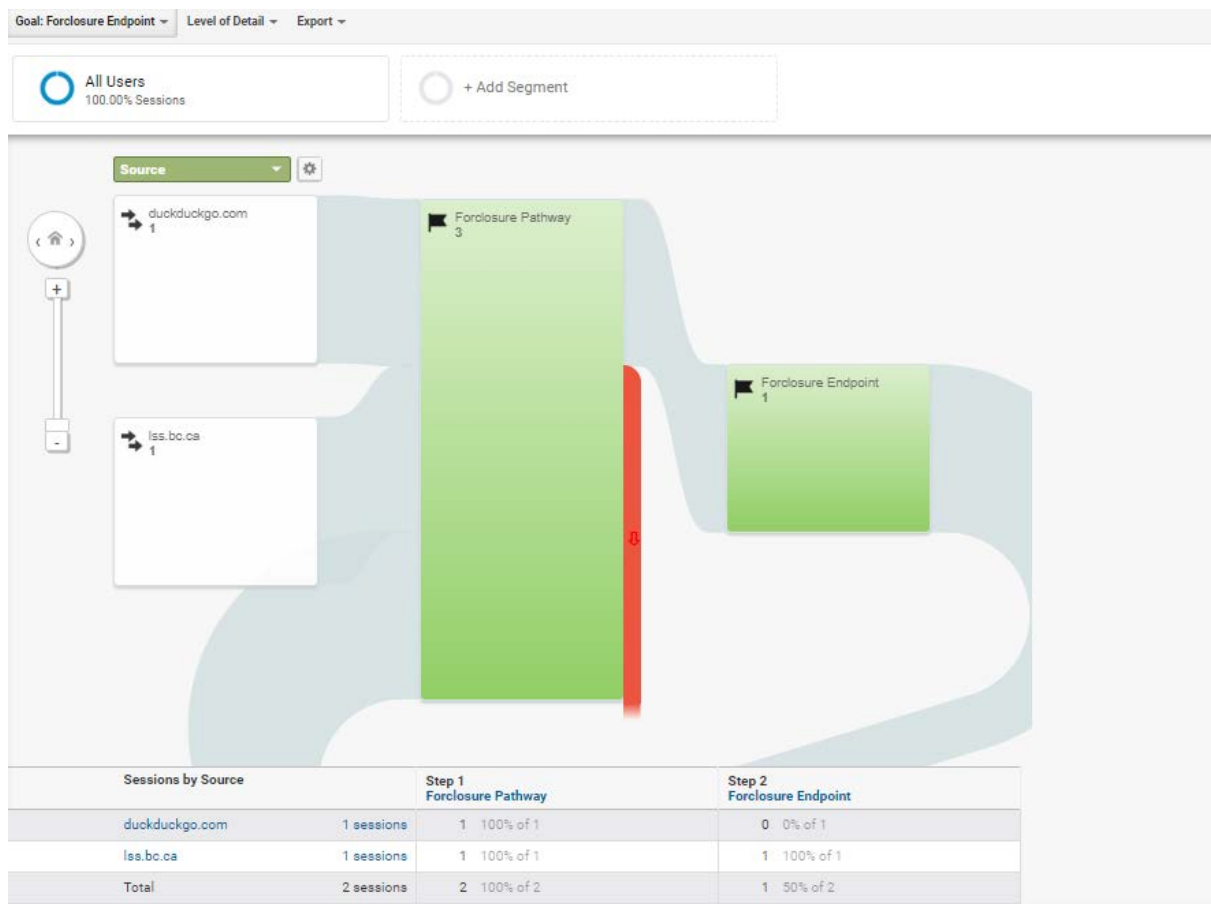 Goal: Forclosure Endpoint Level of Detail Export
All Users
100.00% Sessions
+ Add Segment
Source
duckduckgo.com
1
Forclosure Pathway
3
+
Forclosure Endpoint
1
lss.bc.ca
1
-
Sessions by Source Step 1 Step 2
Forclosure Pathway Forclosure Endpoint
duckduckgo.com 1 sessions 1 100% of 1 0 0% of 1
lss.bc.ca 1 sessions 1 100% of 1 1 100% of 1
Total 2 sessions 2 100% of 2 1 50% of 2